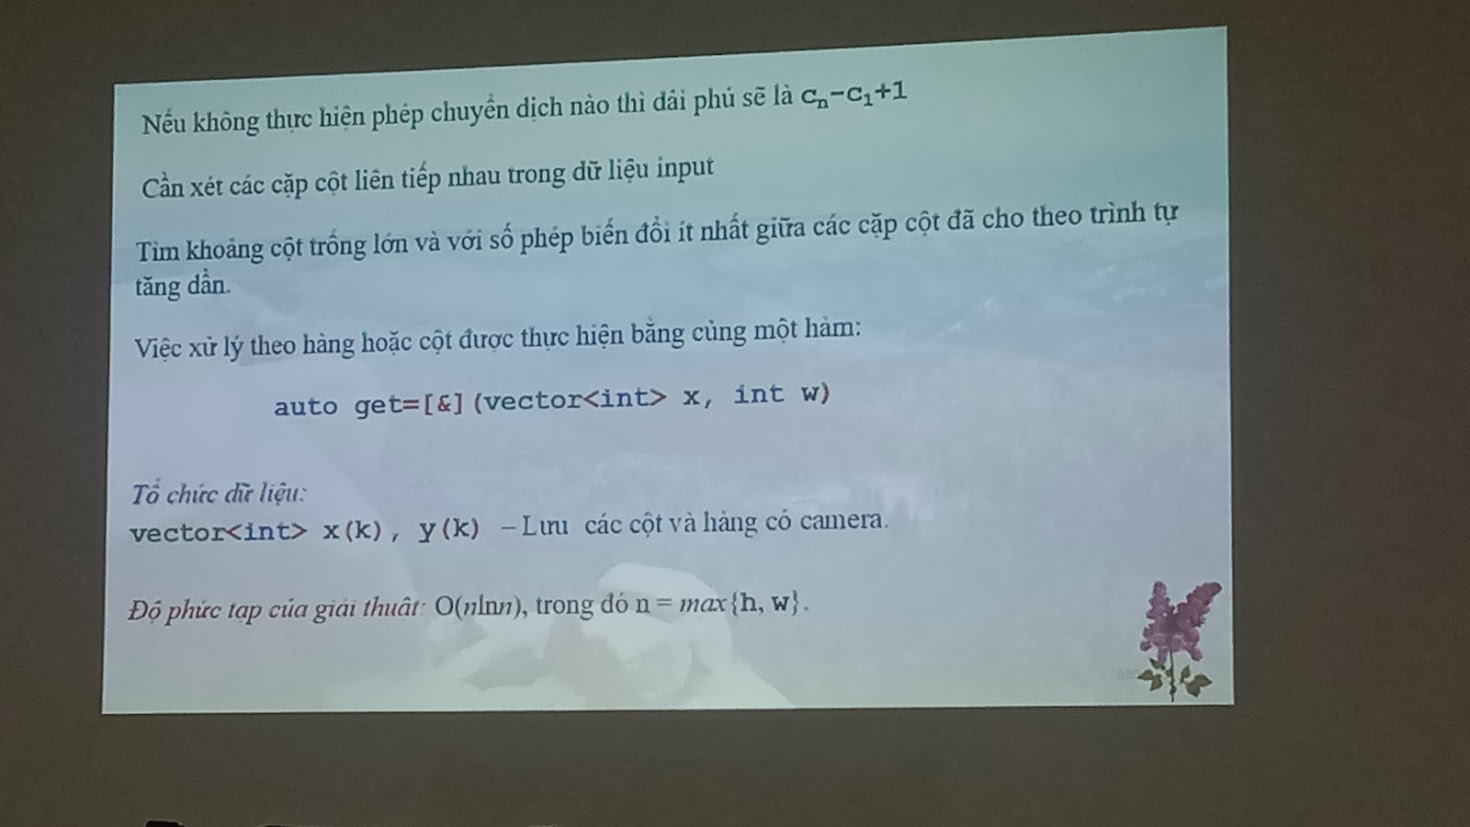 Nếu không thực hiện phép chuyển dịch nào thì dải phủ sẽ là cₙ-c₁+1
Cần xét các cặp cột liên tiếp nhau trong dữ liệu input
Tìm khoảng cột trống lớn và với số phép biến đổi ít nhất giữa các cặp cột đã cho theo trình tự
tăng dần.
Việc xử lý theo hàng hoặc cột được thực hiện bằng cùng một hàm:
auto get=[&](vector<int> x, int w)
Tổ chức dữ liệu:
vector<int> x(k), y(k) – Lưu các cột và hàng có camera.
Độ phức tạp của giải thuật: O(nlnn), trong đó n = max{h, w}.